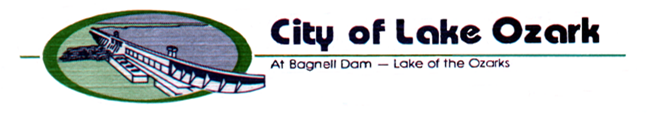 City of Lake Ozark
At Bagnell Dam — Lake of the Ozarks